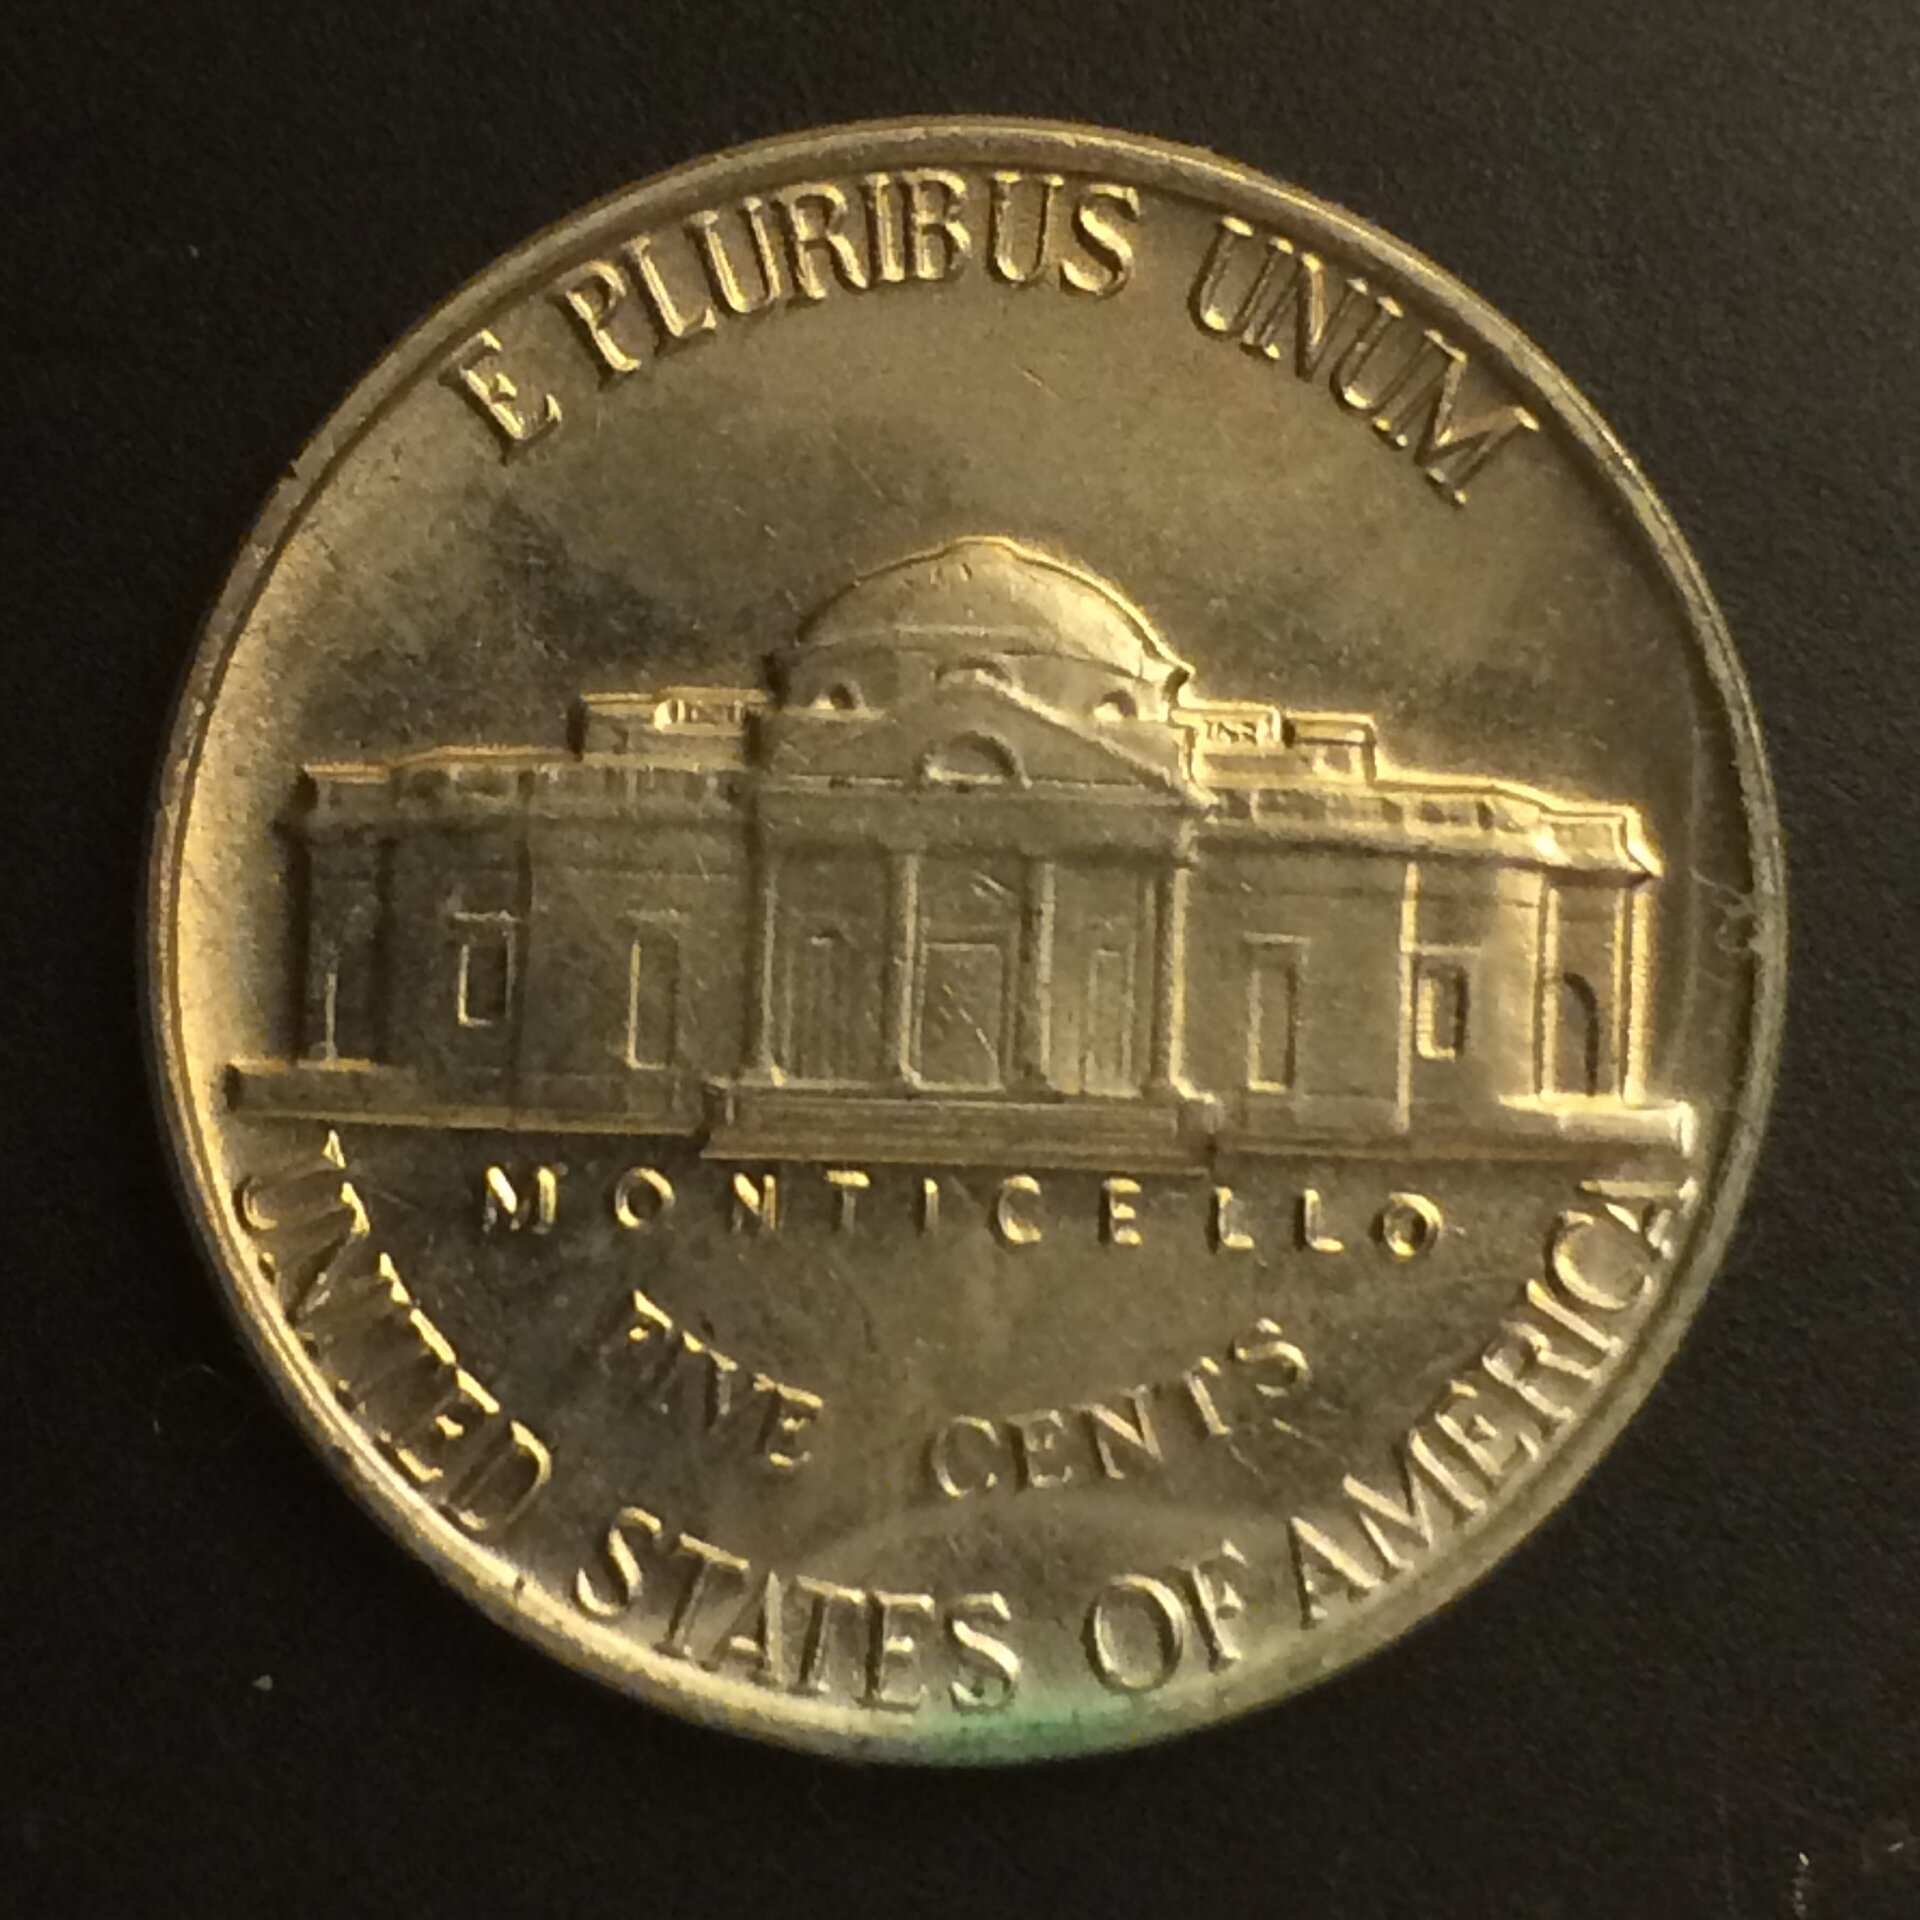 E PLURIBUS UNUM
MONTICELLO
FIVE CENTS
UNITED STATES OF AMERICA